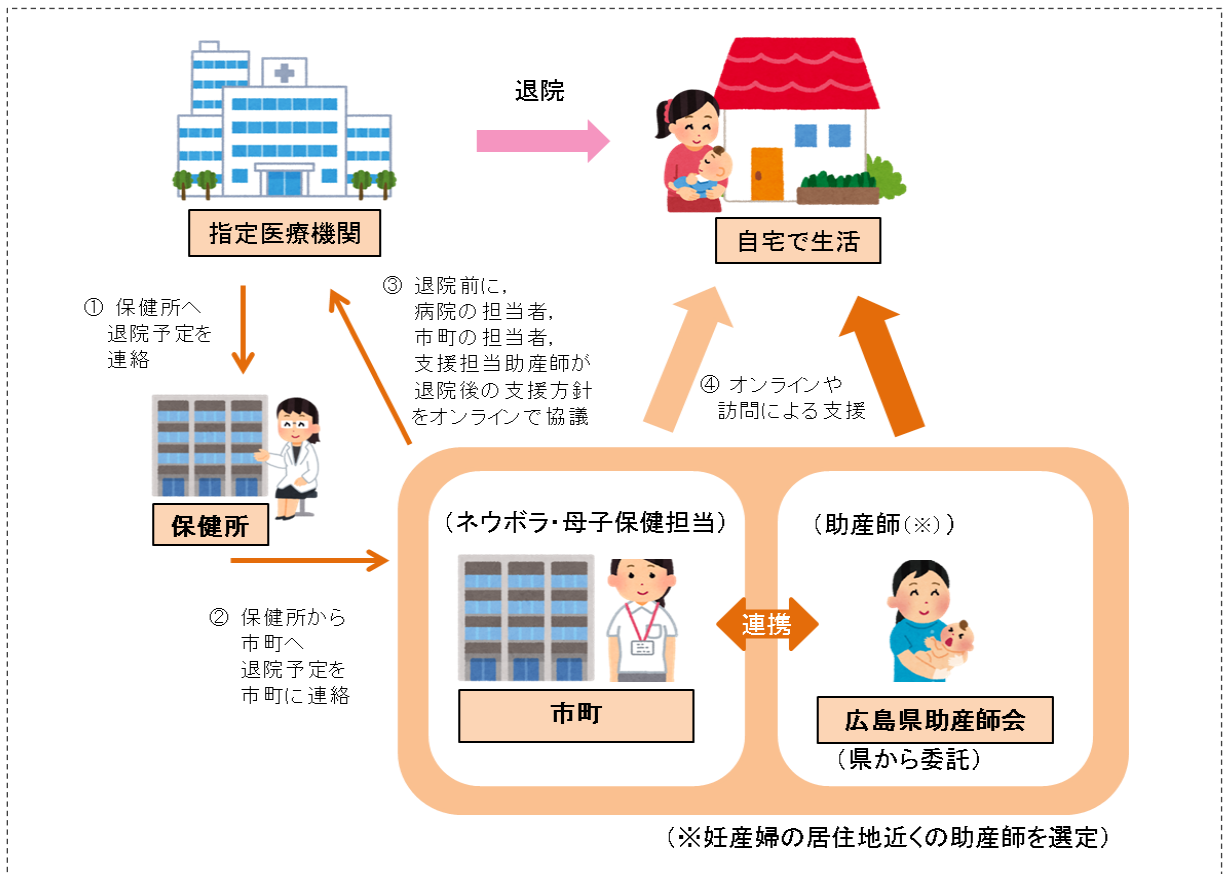 退院
指定医療機関
自宅で生活
① 保健所へ
退院予定を
連絡
③ 退院前に，
病院の担当者，
市町の担当者，
支援担当助産師が
退院後の支援方針
をオンラインで協議
④ オンラインや
訪問による支援
保健所
② 保健所から
市町へ
退院予定を
市町に連絡
（ネウボラ・母子保健担当）
（助産師（※））
連携
市町
広島県助産師会
（県から委託）
（※妊産婦の居住地近くの助産師を選定）